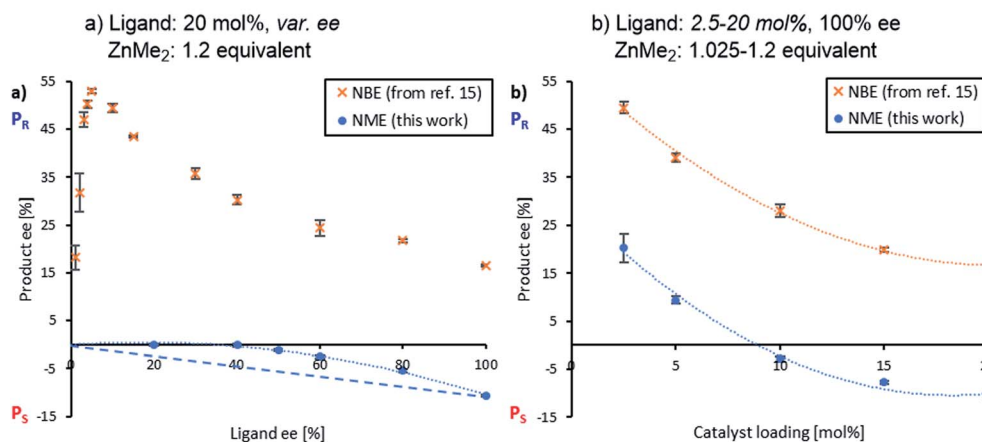 a) Ligand: 20 mol%, var. ee
ZnMe2: 1.2 equivalent
b) Ligand: 2.5-20 mol%, 100% ee
ZnMe2: 1.025-1.2 equivalent
a)
PR
PS
Product ee [%]
55
45
35
25
15
5
-5
-15
NBE (from ref. 15)
NME (this work)
0
20
40
60
80
100
Ligand ee [%]
b)
PR
PS
Product ee [%]
55
45
35
25
15
5
-5
-15
NBE (from ref. 15)
NME (this work)
0
5
10
15
Catalyst loading [mol%]